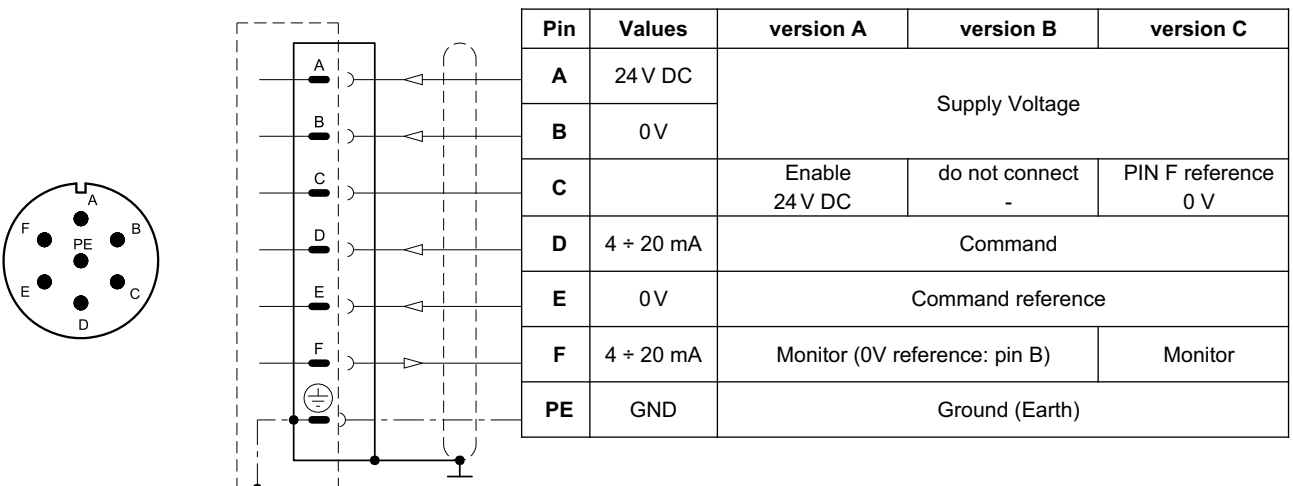 A
F
B
PE
E
C
D
A
B
C
D
E
F
Pin Values version A version B version C
A 24 V DC Supply Voltage
B 0 V
C Enable do not connect PIN F reference
24 V DC - 0 V
D 4 ÷ 20 mA Command
E 0 V Command reference
F 4 ÷ 20 mA Monitor (0V reference: pin B) Monitor
PE GND Ground (Earth)